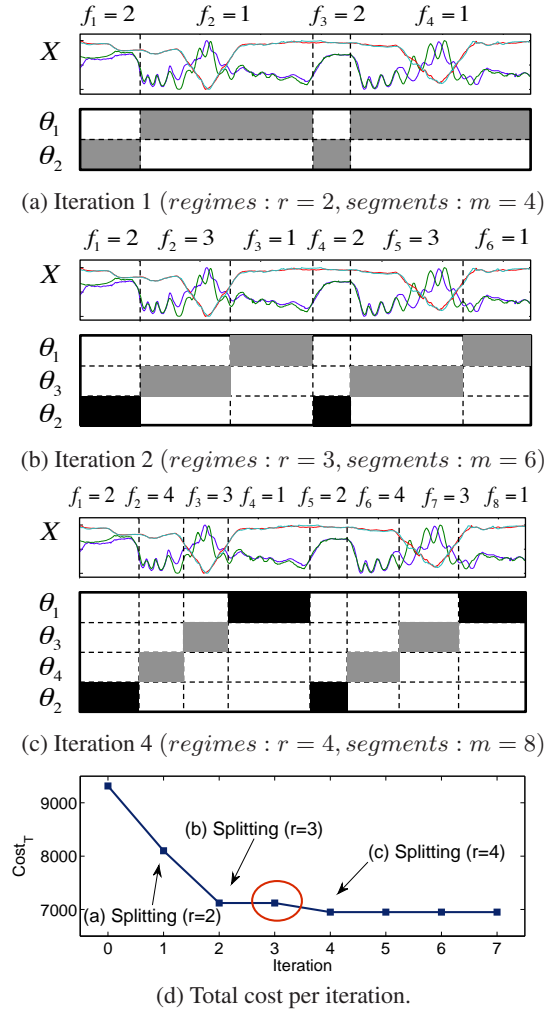 f₁ = 2 f₂ = 1 f₃ = 2 f₄ = 1
X
θ₁
θ₂
(a) Iteration 1 (regimes : r = 2, segments : m = 4)
f₁ = 2 f₂ = 3 f₃ = 1 f₄ = 2 f₅ = 3 f₆ = 1
X
θ₁
θ₃
θ₂
(b) Iteration 2 (regimes : r = 3, segments : m = 6)
f₁ = 2 f₂ = 4 f₃ = 3 f₄ = 1 f₅ = 2 f₆ = 4 f₇ = 3 f₈ = 1
X
θ₁
θ₃
θ₄
θ₂
(c) Iteration 4 (regimes : r = 4, segments : m = 8)
9000
8000
7000
Cost_T
(b) Splitting (r=3)
(c) Splitting (r=4)
(a) Splitting (r=2)
0 1 2 3 4 5 6 7
Iteration
(d) Total cost per iteration.